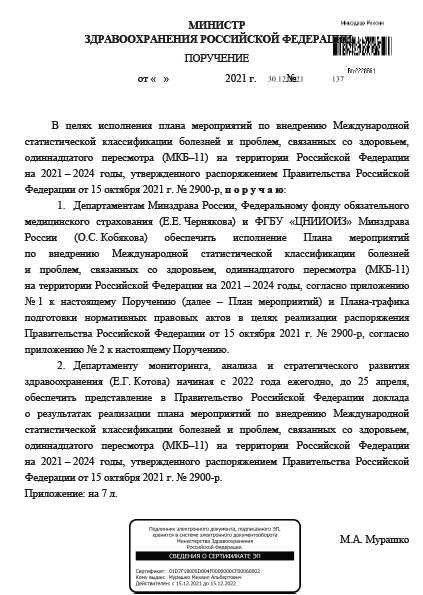 МИНИСТР
ЗДРАВООХРАНЕНИЯ РОССИЙСКОЙ ФЕДЕРАЦИИ
Минздрав России
ПОРУЧЕНИЕ
от « » 2021 г. 30.12.2021 № 137
В целях исполнения плана мероприятий по внедрению Международной
статистической классификации болезней и проблем, связанных со здоровьем,
одиннадцатого пересмотра (МКБ–11) на территории Российской Федерации
на 2021 – 2024 годы, утвержденного распоряжением Правительства Российской
Федерации от 15 октября 2021 г. № 2900-р, п о р у ч а ю:
1. Департаментам Минздрава России, Федеральному фонду обязательного
медицинского страхования (Е.Е. Чернякова) и ФГБУ «ЦНИИОИЗ» Минздрава
России (О.С. Кобякова) обеспечить исполнение Плана мероприятий
по внедрению Международной статистической классификации болезней
и проблем, связанных со здоровьем, одиннадцатого пересмотра (МКБ-11)
на территории Российской Федерации на 2021 – 2024 годы, согласно приложению
№ 1 к настоящему Поручению (далее – План мероприятий) и Плана-графика
подготовки нормативных правовых актов в целях реализации распоряжения
Правительства Российской Федерации от 15 октября 2021 г. № 2900-р, согласно
приложению № 2 к настоящему Поручению.
2. Департаменту мониторинга, анализа и стратегического развития
здравоохранения (Е.Г. Котова) начиная с 2022 года ежегодно, до 25 апреля,
обеспечить представление в Правительство Российской Федерации доклада
о результатах реализации плана мероприятий по внедрению Международной
статистической классификации болезней и проблем, связанных со здоровьем,
одиннадцатого пересмотра (МКБ–11) на территории Российской Федерации
на 2021 – 2024 годы, утвержденного распоряжением Правительства Российской
Федерации от 15 октября 2021 г. № 2900-р.
Приложение: на 7 л.
Подлинник электронного документа, подписанного ЭП,
хранится в системе электронного документооборота
Министерства Здравоохранения
Российской Федерации.
СВЕДЕНИЯ О СЕРТИФИКАТЕ ЭП
Сертификат:
Кому выдан: Мурашко Михаил Альбертович
Действителен: с 15.12.2021 до 15.12.2022
М.А. Мурашко